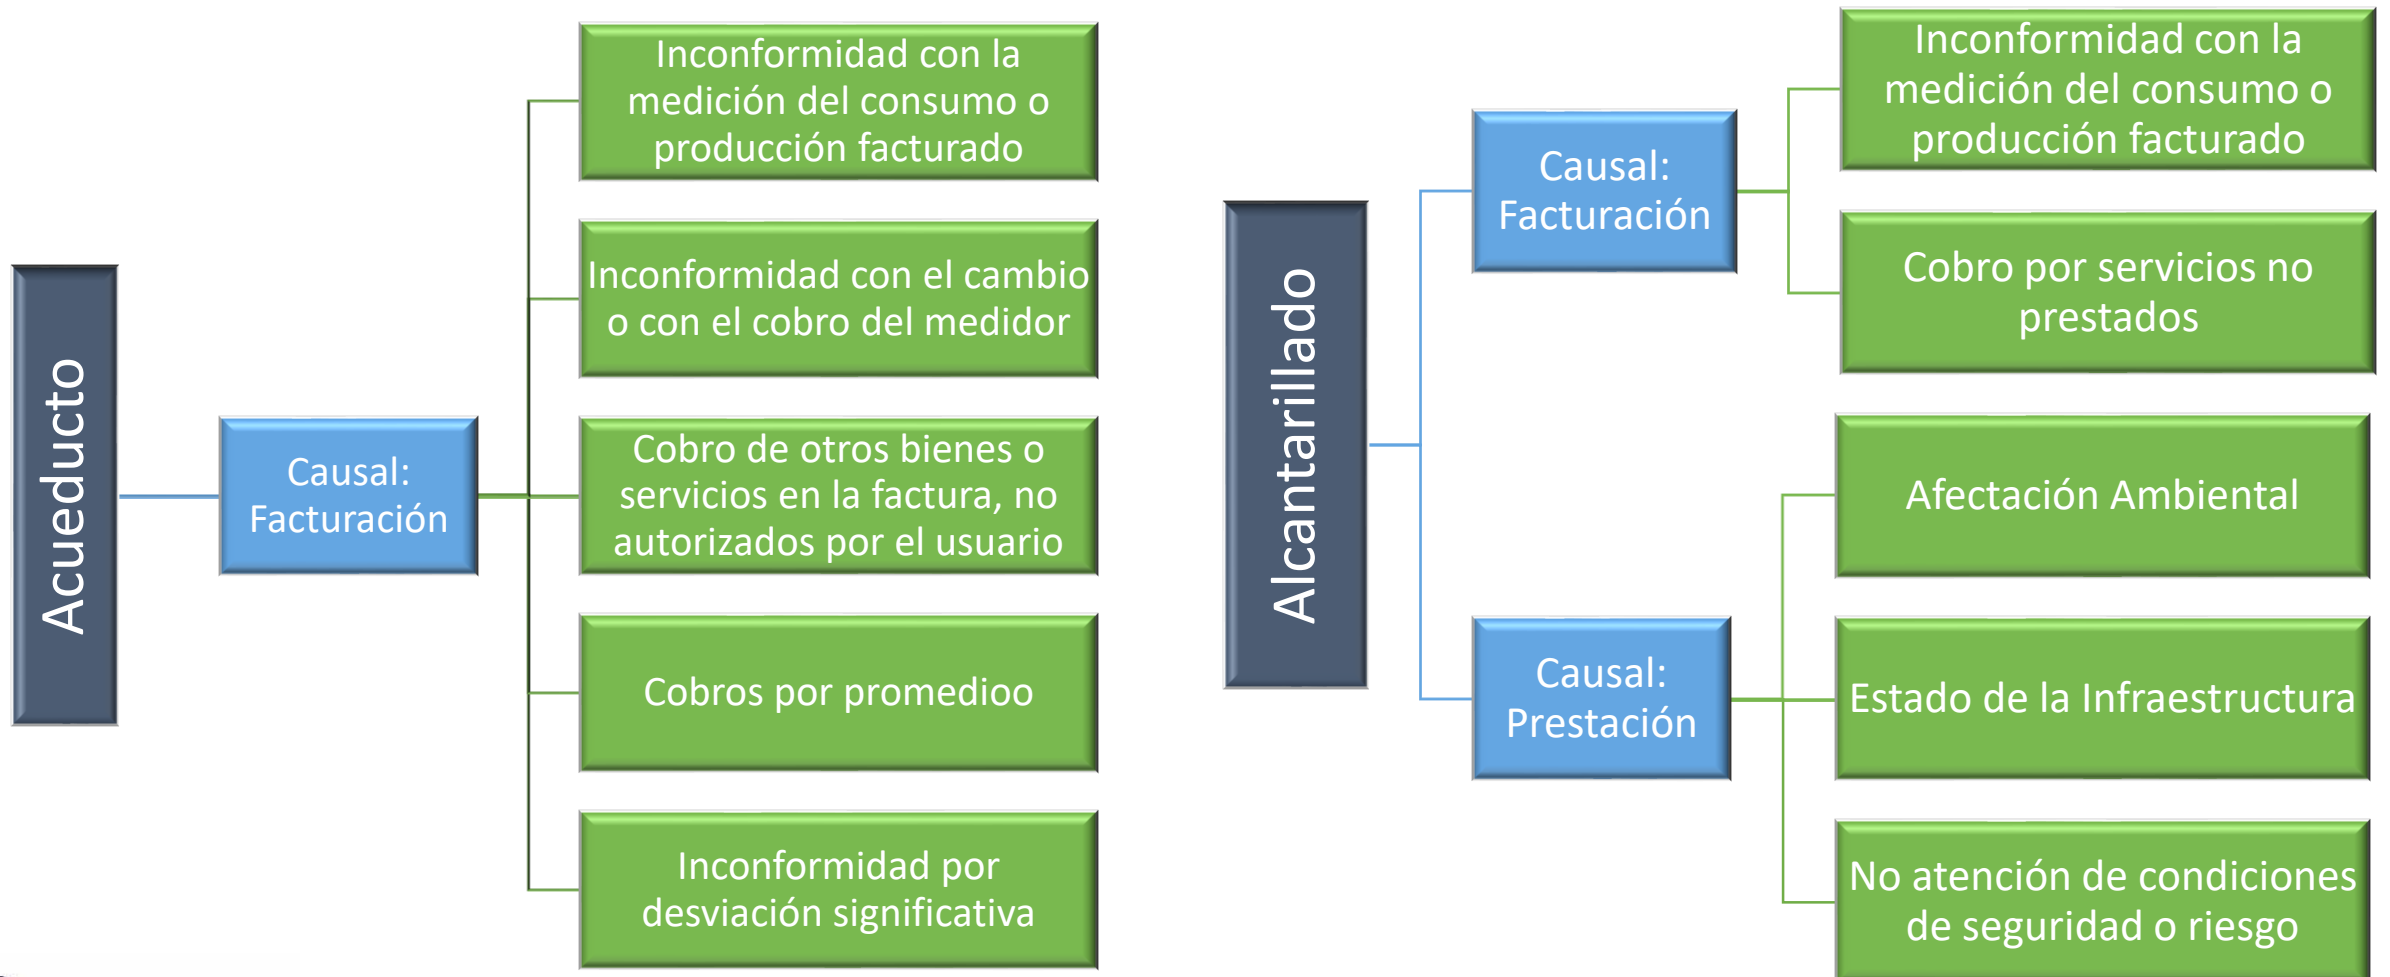 Acueducto
Causal:
Facturación
Inconformidad con la
medición del consumo o
producción facturado
Inconformidad con el cambio
o con el cobro del medidor
Cobro de otros bienes o
servicios en la factura, no
autorizados por el usuario
Cobros por promedioo
Inconformidad por
desviación significativa
Alcantarillado
Causal:
Facturación
Inconformidad con la
medición del consumo o
producción facturado
Cobro por servicios no
prestados
Causal:
Prestación
Afectación Ambiental
Estado de la Infraestructura
No atención de condiciones
de seguridad o riesgo